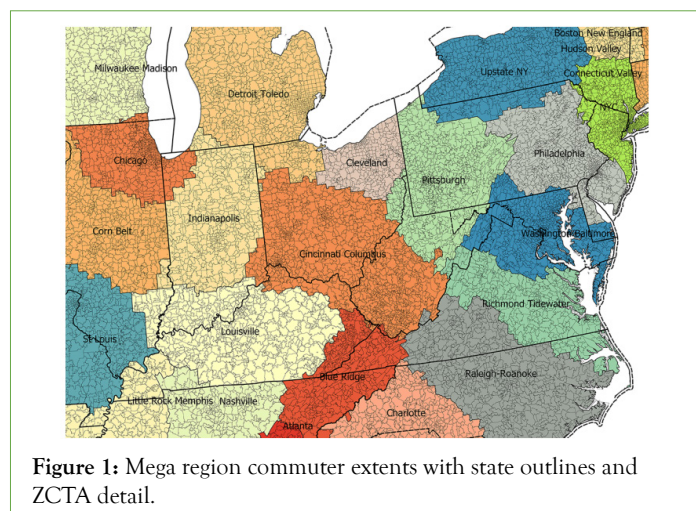 Boston New England
Hudson Valley
Milwaukee Madison
Upstate NY
Connecticut Valley
Detroit Toledo
NYC
Chicago
Cleveland
Philadelphia
Pittsburgh
Indianapolis
Corn Belt
Washington Baltimore
Cincinnati Columbus
Richmond Tidewater
St Louis
Louisville
Blue Ridge
Raleigh-Roanoke
Little Rock Memphis
Nashville
Charlotte
Atlanta
Figure 1: Mega region commuter extents with state outlines and
ZCTA detail.